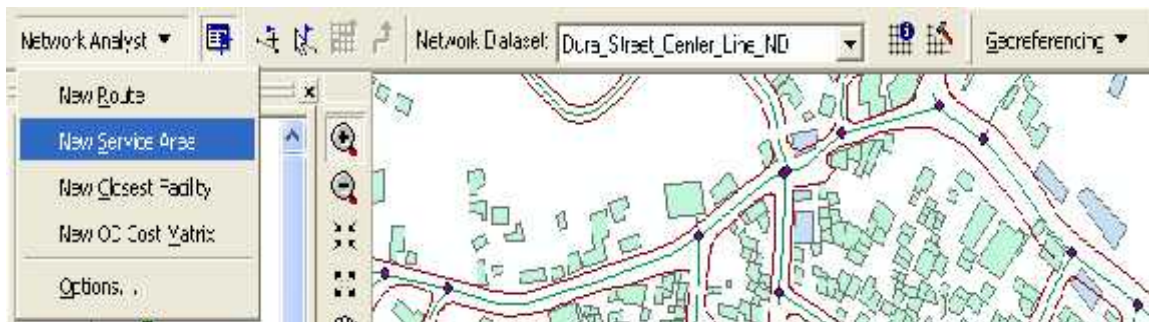 Network Analyst Network Dataset: Dura_Street_Center_Line_ND Georeferencing
New Route
New Service Area
New Closest Facility
New OD Cost Matrix
Options...